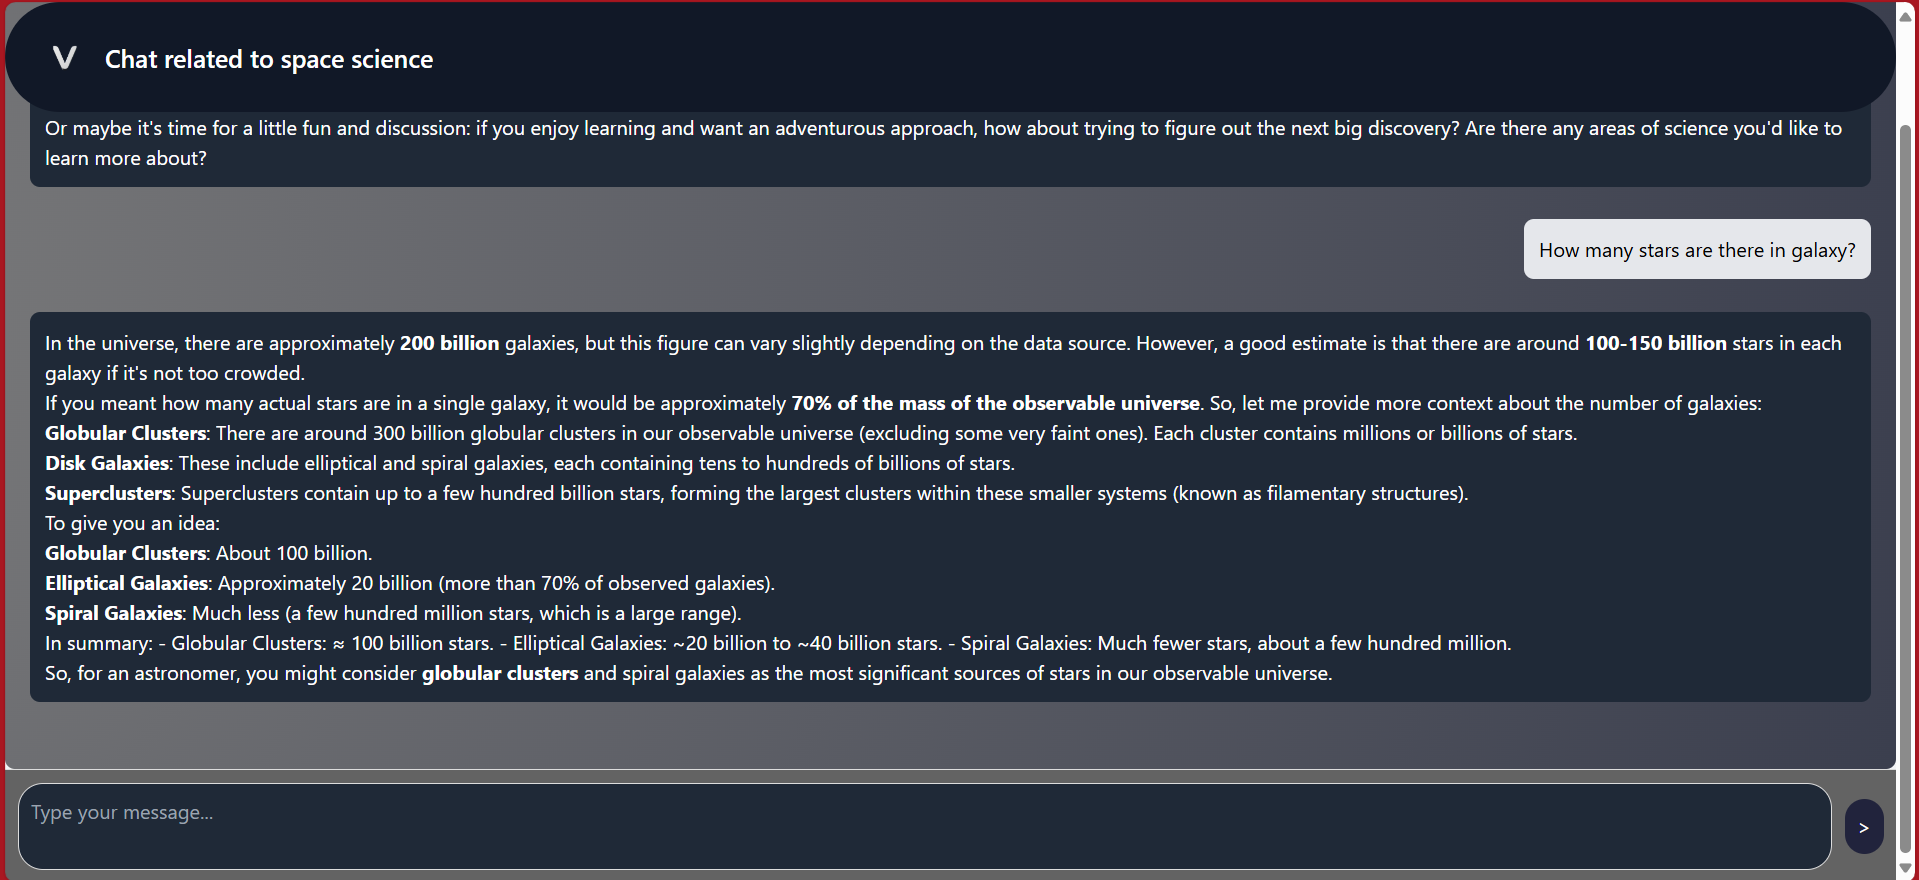 V Chat related to space science
Or maybe it's time for a little fun and discussion: if you enjoy learning and want an adventurous approach, how about trying to figure out the next big discovery? Are there any areas of science you'd like to
learn more about?
How many stars are there in galaxy?
In the universe, there are approximately 200 billion galaxies, but this figure can vary slightly depending on the data source. However, a good estimate is that there are around 100-150 billion stars in each
galaxy if it's not too crowded.
If you meant how many actual stars are in a single galaxy, it would be approximately 70% of the mass of the observable universe. So, let me provide more context about the number of galaxies:
Globular Clusters: There are around 300 billion globular clusters in our observable universe (excluding some very faint ones). Each cluster contains millions or billions of stars.
Disk Galaxies: These include elliptical and spiral galaxies, each containing tens to hundreds of billions of stars.
Superclusters: Superclusters contain up to a few hundred billion stars, forming the largest clusters within these smaller systems (known as filamentary structures).
To give you an idea:
Globular Clusters: About 100 billion.
Elliptical Galaxies: Approximately 20 billion (more than 70% of observed galaxies).
Spiral Galaxies: Much less (a few hundred million stars, which is a large range).
In summary: - Globular Clusters: ≈ 100 billion stars. - Elliptical Galaxies: ~20 billion to ~40 billion stars. - Spiral Galaxies: Much fewer stars, about a few hundred million.
So, for an astronomer, you might consider globular clusters and spiral galaxies as the most significant sources of stars in our observable universe.
Type your message...
>